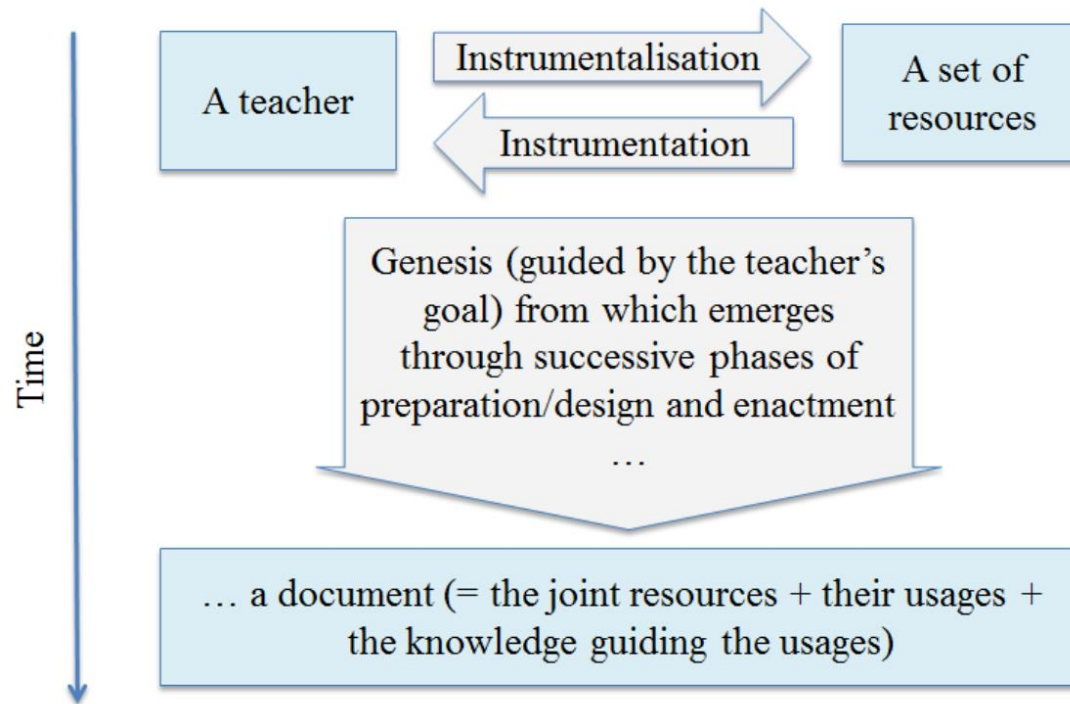 A teacher
Instrumentalisation
Instrumentation
A set of
resources
Time
Genesis (guided by the teacher’s
goal) from which emerges
through successive phases of
preparation/design and enactment
…
… a document (= the joint resources + their usages +
the knowledge guiding the usages)